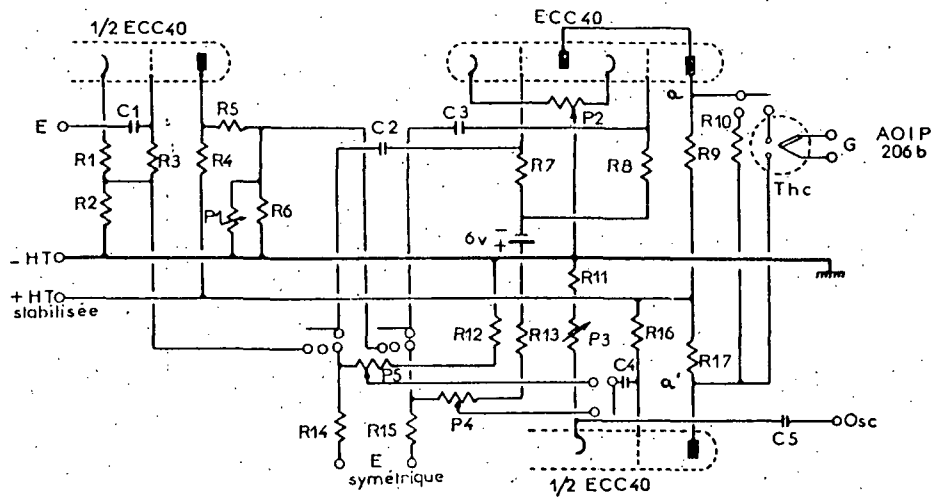 1/2 ECC40
ECC40
E
C1
R5
C3
C2
P2
a
R10
AOIP
206 b
G
Thc
R1
R3
R4
R7
R8
R9
R2
P1
R6
6v
- +
- HT
+ HT
stabilisée
R11
R12
R13
P3
R16
R17
C4
a'
P5
P4
R14
R15
C5
Osc
E
symétrique
1/2 ECC40